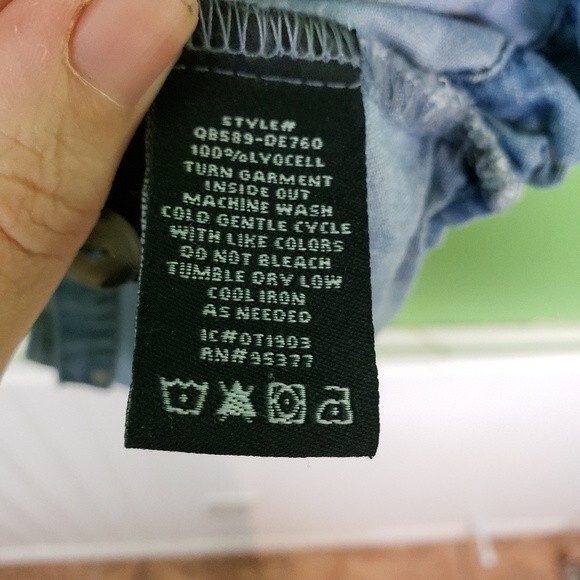 STYLE#
QB589-DE760
100%LYOCELL
TURN GARMENT
INSIDE OUT
MACHINE WASH
COLD GENTLE CYCLE
WITH LIKE COLORS
DO NOT BLEACH
TUMBLE DRY LOW
COOL IRON
AS NEEDED
IC#0T1903
RN#95377